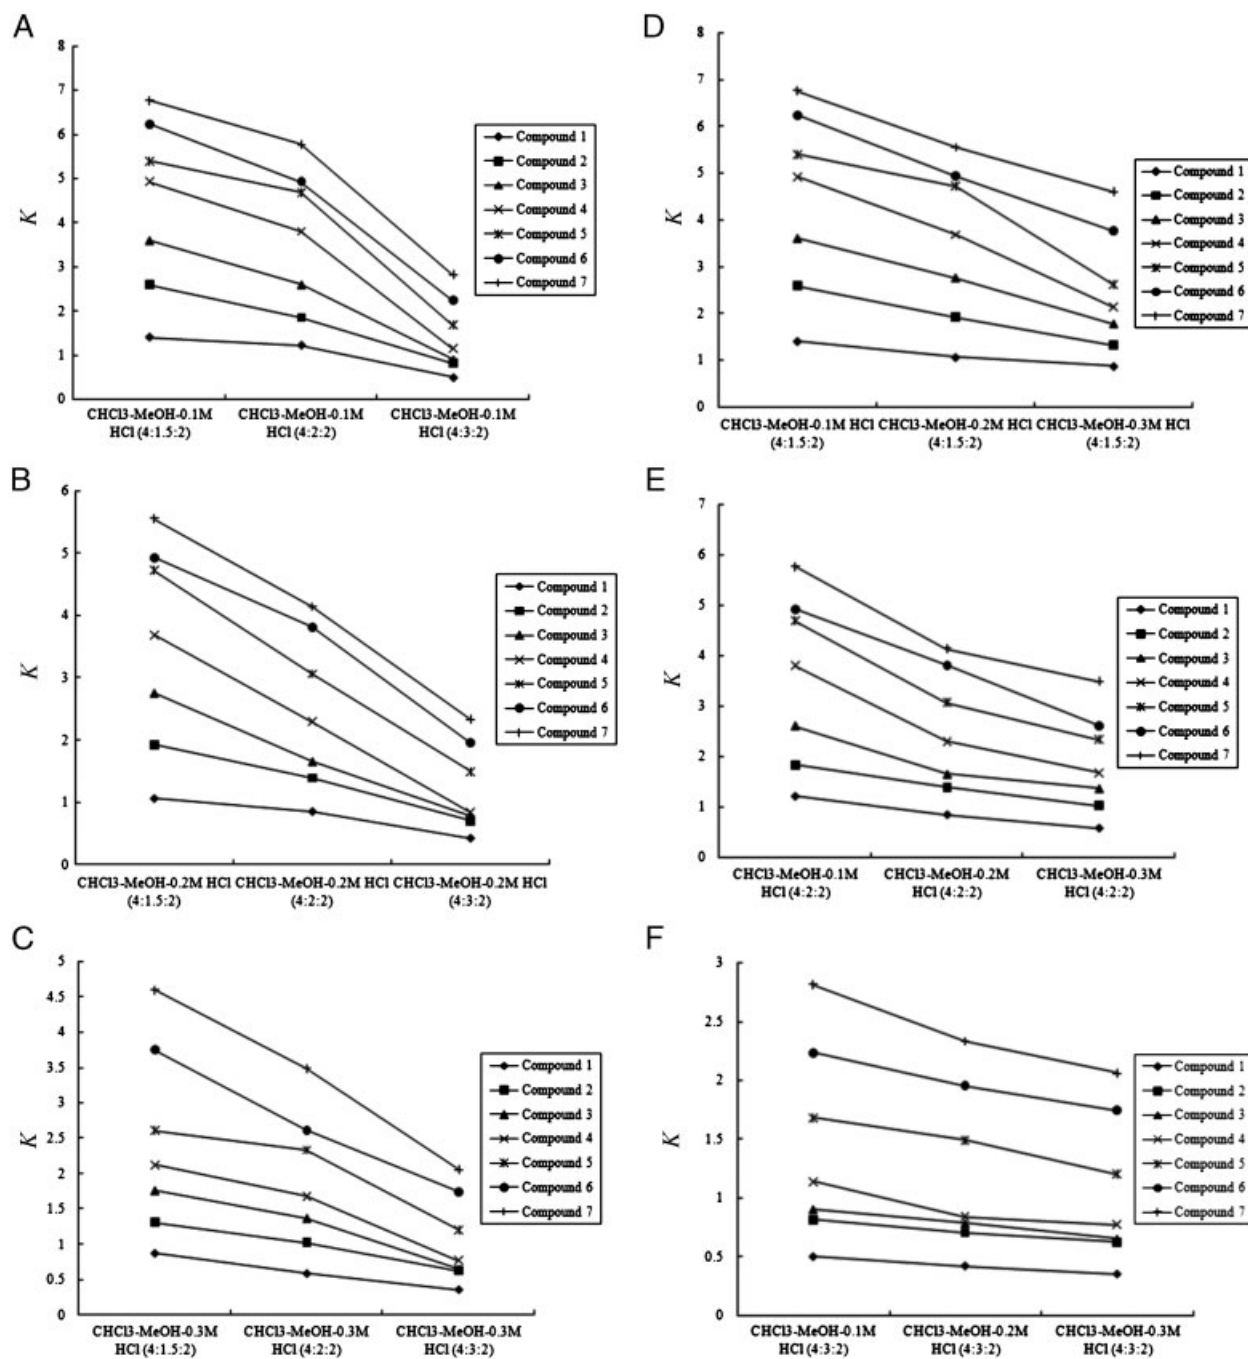 A
8
7
6
5
4
3
2
1
0
K
CHCl3-MeOH-0.1M
HCl (4:1.5:2)
CHCl3-MeOH-0.1M
HCl (4:2:2)
CHCl3-MeOH-0.1M
HCl (4:3:2)
Compound 1
Compound 2
Compound 3
Compound 4
Compound 5
Compound 6
Compound 7
D
8
7
6
5
4
3
2
1
0
K
CHCl3-MeOH-0.1M HCl CHCl3-MeOH-0.2M HCl CHCl3-MeOH-0.3M HCl
(4:1.5:2) (4:1.5:2) (4:1.5:2)
Compound 1
Compound 2
Compound 3
Compound 4
Compound 5
Compound 6
Compound 7
B
6
5
4
3
2
1
0
K
CHCl3-MeOH-0.2M HCl CHCl3-MeOH-0.2M HCl CHCl3-MeOH-0.2M HCl
(4:1.5:2) (4:2:2) (4:3:2)
Compound 1
Compound 2
Compound 3
Compound 4
Compound 5
Compound 6
Compound 7
E
7
6
5
4
3
2
1
0
K
CHCl3-MeOH-0.1M
HCl (4:2:2)
CHCl3-MeOH-0.2M
HCl (4:2:2)
CHCl3-MeOH-0.3M
HCl (4:2:2)
Compound 1
Compound 2
Compound 3
Compound 4
Compound 5
Compound 6
Compound 7
C
5
4.5
4
3.5
3
2.5
2
1.5
1
0.5
0
K
CHCl3-MeOH-0.3M
HCl (4:1.5:2)
CHCl3-MeOH-0.3M
HCl (4:2:2)
CHCl3-MeOH-0.3M
HCl (4:3:2)
Compound 1
Compound 2
Compound 3
Compound 4
Compound 5
Compound 6
Compound 7
F
3
2.5
2
1.5
1
0.5
0
K
CHCl3-MeOH-0.1M
HCl (4:3:2)
CHCl3-MeOH-0.2M
HCl (4:3:2)
CHCl3-MeOH-0.3M
HCl (4:3:2)
Compound 1
Compound 2
Compound 3
Compound 4
Compound 5
Compound 6
Compound 7